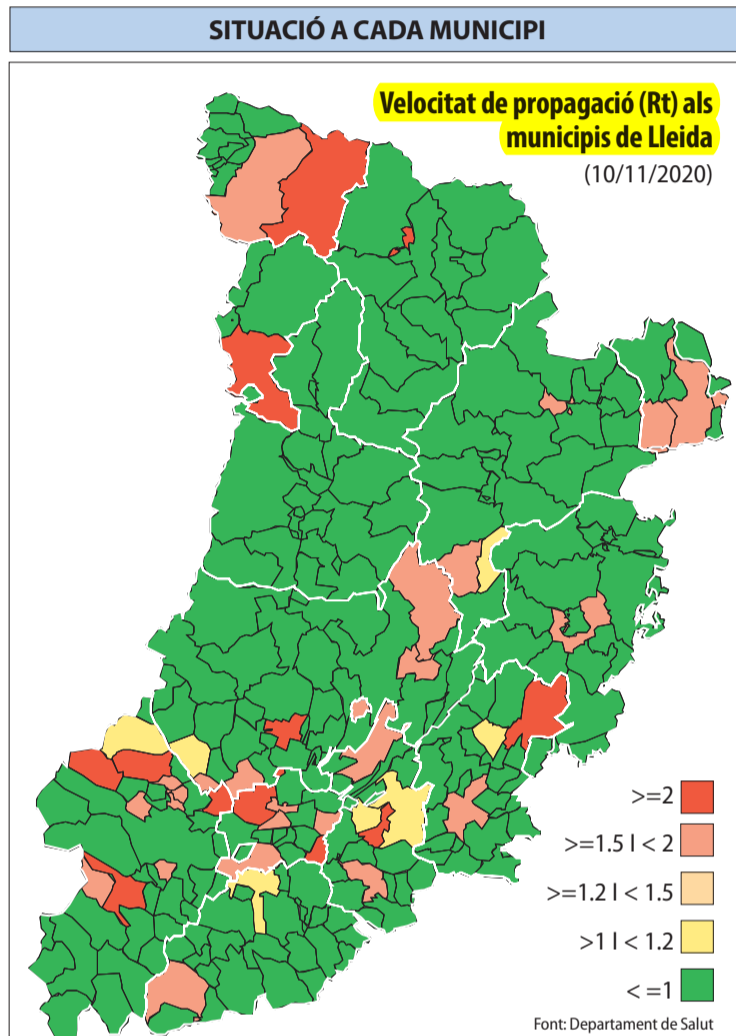 SITUACIÓ A CADA MUNICIPI
Velocitat de propagació (Rt) als
municipis de Lleida
(10/11/2020)
>=2
>=1.5 I < 2
>=1.2 I < 1.5
>1 I < 1.2
< =1
Font: Departament de Salut